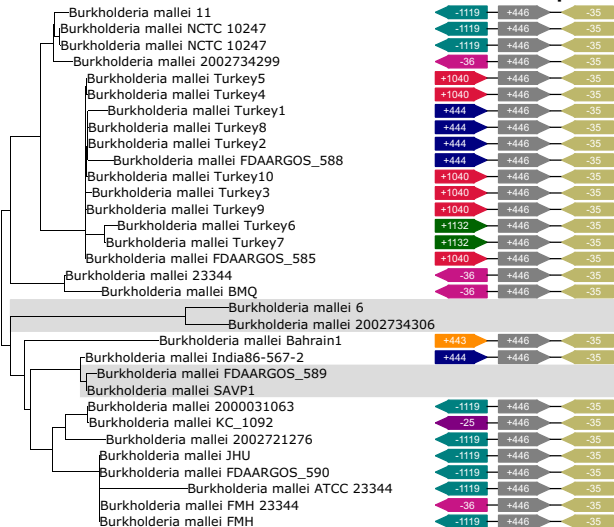 Burkholderia mallei 11 -1119 +446 -35
Burkholderia mallei NCTC 10247 -1119 +446 -35
Burkholderia mallei NCTC 10247 -1119 +446 -35
Burkholderia mallei 2002734299 -36 +446 -35
Burkholderia mallei Turkey5 +1040 +446 -35
Burkholderia mallei Turkey4 +1040 +446 -35
Burkholderia mallei Turkey1 +444 +446 -35
Burkholderia mallei Turkey8 +444 +446 -35
Burkholderia mallei Turkey2 +444 +446 -35
Burkholderia mallei FDAARGOS_588 +444 +446 -35
Burkholderia mallei Turkey10 +1040 +446 -35
Burkholderia mallei Turkey3 +1040 +446 -35
Burkholderia mallei Turkey9 +1040 +446 -35
Burkholderia mallei Turkey6 +1132 +446 -35
Burkholderia mallei Turkey7 +1132 +446 -35
Burkholderia mallei FDAARGOS_585 +1040 +446 -35
Burkholderia mallei 23344 -36 +446 -35
Burkholderia mallei BMQ -36 +446 -35
Burkholderia mallei 6
Burkholderia mallei 2002734306
Burkholderia mallei Bahrain1 +443 +446 -35
Burkholderia mallei India86-567-2 +444 +446 -35
Burkholderia mallei FDAARGOS_589
Burkholderia mallei SAVP1
Burkholderia mallei 2000031063 -1119 +446 -35
Burkholderia mallei KC_1092 -25 +446 -35
Burkholderia mallei 2002721276 -1119 +446 -35
Burkholderia mallei JHU -1119 +446 -35
Burkholderia mallei FDAARGOS_590 -1119 +446 -35
Burkholderia mallei ATCC 23344 -1119 +446 -35
Burkholderia mallei FMH 23344 -36 +446 -35
Burkholderia mallei FMH -1119 +446 -35